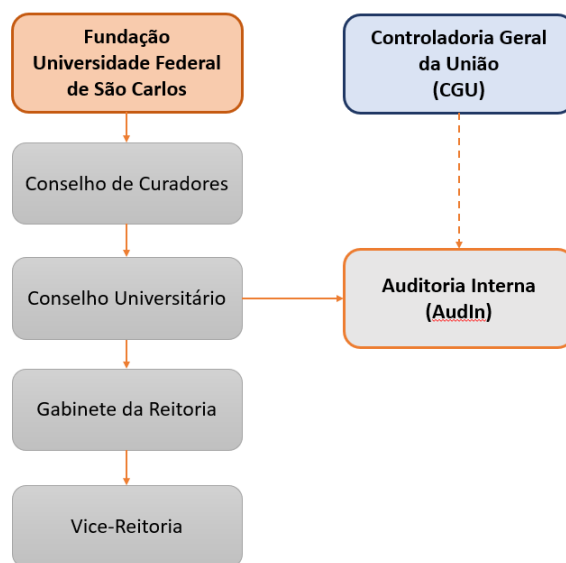 Fundação
Universidade Federal
de São Carlos
Controladoria Geral
da União
(CGU)
Conselho de Curadores
Conselho Universitário
Auditoria Interna
(AudIn)
Gabinete da Reitoria
Vice-Reitoria